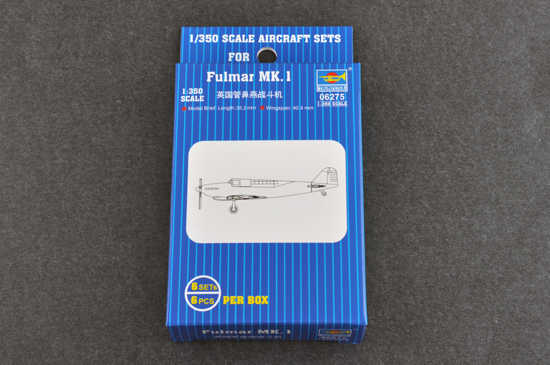 1/350 SCALE AIRCRAFT SETS
FOR
Fulmar MK.1
1:350
SCALE
英国管鼻燕战斗机
06275
1:350 SCALE
Model Brief: Length:35.2mm Wingspan: 40.4 mm
6 SETs
6 PCS
PER BOX
Fulmar MK.1